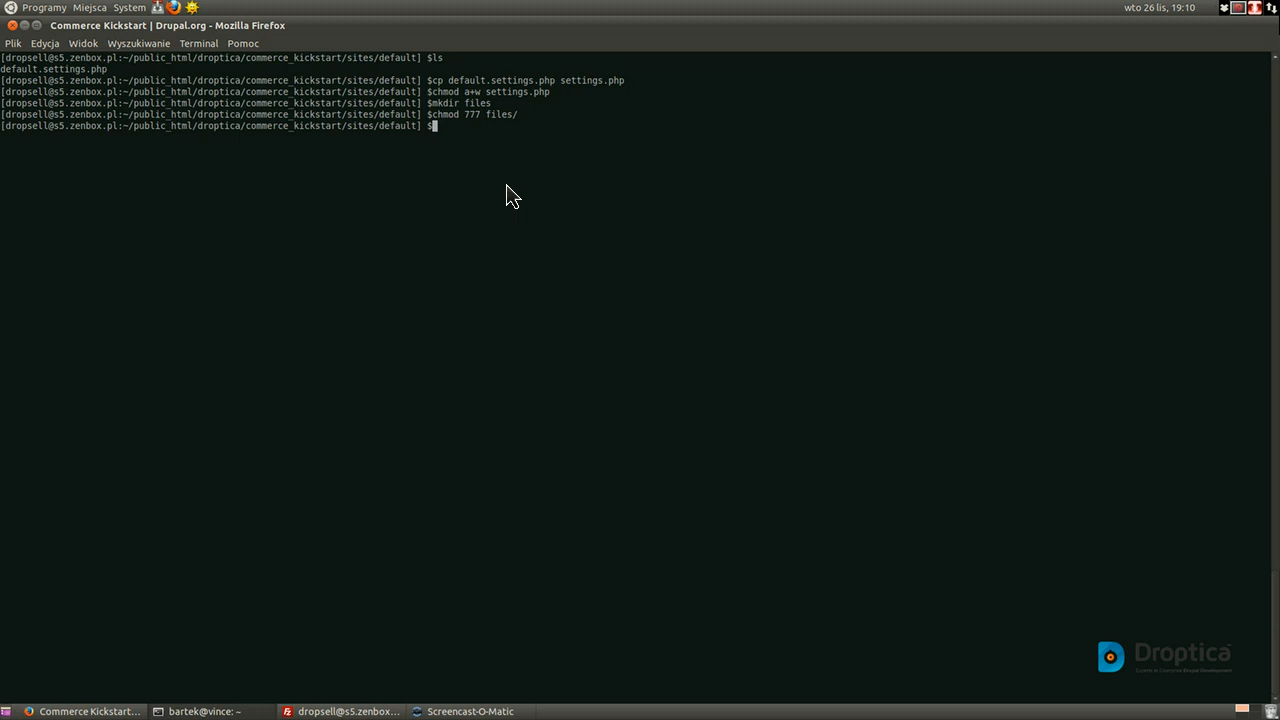 Programy Miejsca System
wto 26 lis, 19:10
Commerce Kickstart | Drupal.org - Mozilla Firefox
Plik Edycja Widok Wyszukiwanie Terminal Pomoc
[dropsell@s5.zenbox.pl:~/public_html/droptica/commerce_kickstart/sites/default] $ls
default.settings.php
[dropsell@s5.zenbox.pl:~/public_html/droptica/commerce_kickstart/sites/default] $cp default.settings.php settings.php
[dropsell@s5.zenbox.pl:~/public_html/droptica/commerce_kickstart/sites/default] $chmod a+w settings.php
[dropsell@s5.zenbox.pl:~/public_html/droptica/commerce_kickstart/sites/default] $mkdir files
[dropsell@s5.zenbox.pl:~/public_html/droptica/commerce_kickstart/sites/default] $chmod 777 files/
[dropsell@s5.zenbox.pl:~/public_html/droptica/commerce_kickstart/sites/default] $
Droptica
Commerce Kickstart... bartek@vince: ~ dropsell@s5.zenbox... Screencast-O-Matic